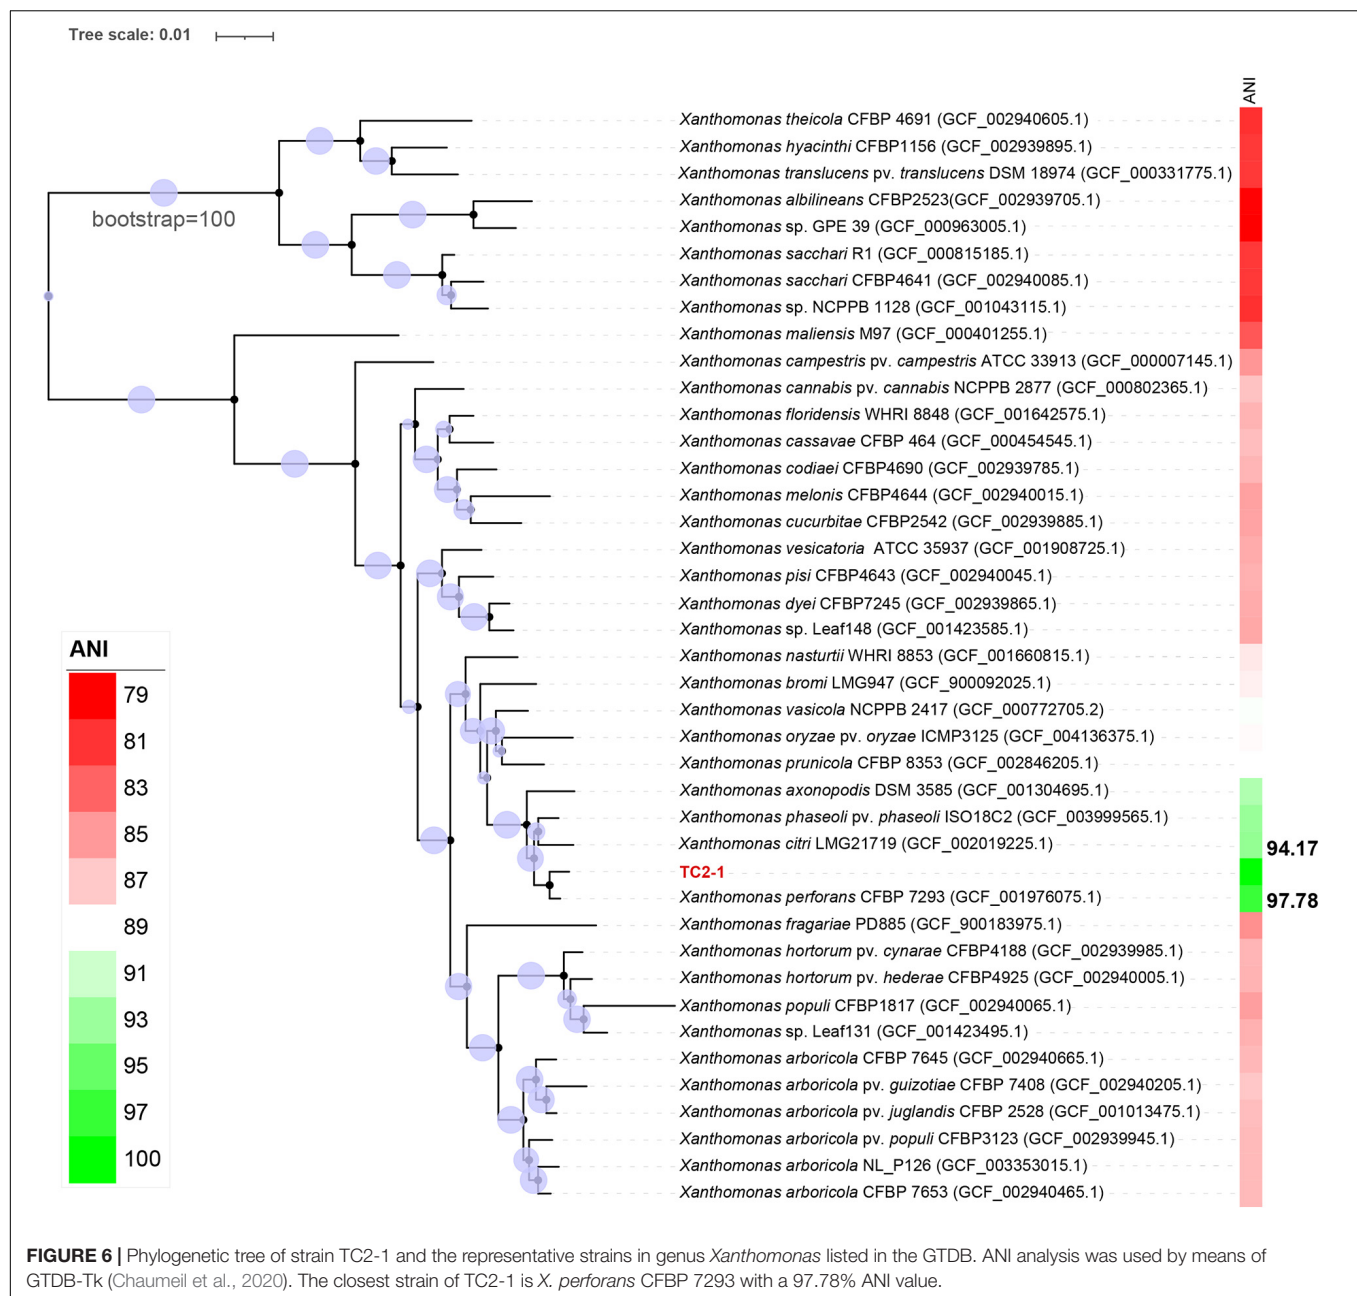 Tree scale: 0.01
ANI
Xanthomonas theicola CFBP 4691 (GCF_002940605.1)
Xanthomonas hyacinthi CFBP1156 (GCF_002939895.1)
Xanthomonas translucens pv. translucens DSM 18974 (GCF_000331775.1)
Xanthomonas albilineans CFBP2523(GCF_002939705.1)
bootstrap=100
Xanthomonas sp. GPE 39 (GCF_000963005.1)
Xanthomonas sacchari R1 (GCF_000815185.1)
Xanthomonas sacchari CFBP4641 (GCF_002940085.1)
Xanthomonas sp. NCPPB 1128 (GCF_001043115.1)
Xanthomonas maliensis M97 (GCF_000401255.1)
Xanthomonas campestris pv. campestris ATCC 33913 (GCF_000007145.1)
Xanthomonas cannabis pv. cannabis NCPPB 2877 (GCF_000802365.1)
Xanthomonas floridensis WHRI 8848 (GCF_001642575.1)
Xanthomonas cassavae CFBP 464 (GCF_000454545.1)
Xanthomonas codiaei CFBP4690 (GCF_002939785.1)
Xanthomonas melonis CFBP4644 (GCF_002940015.1)
Xanthomonas cucurbitae CFBP2542 (GCF_002939885.1)
Xanthomonas vesicatoria ATCC 35937 (GCF_001908725.1)
Xanthomonas pisi CFBP4643 (GCF_002940045.1)
Xanthomonas dyei CFBP7245 (GCF_002939865.1)
Xanthomonas sp. Leaf148 (GCF_001423585.1)
Xanthomonas nasturtii WHRI 8853 (GCF_001660815.1)
Xanthomonas bromi LMG947 (GCF_900092025.1)
Xanthomonas vasicola NCPPB 2417 (GCF_000772705.2)
Xanthomonas oryzae pv. oryzae ICMP3125 (GCF_004136375.1)
Xanthomonas prunicola CFBP 8353 (GCF_002846205.1)
Xanthomonas axonopodis DSM 3585 (GCF_001304695.1)
Xanthomonas phaseoli pv. phaseoli ISO18C2 (GCF_003999565.1)
Xanthomonas citri LMG21719 (GCF_002019225.1)
94.17
TC2-1
Xanthomonas perforans CFBP 7293 (GCF_001976075.1)
97.78
Xanthomonas fragariae PD885 (GCF_900183975.1)
Xanthomonas hortorum pv. cynarae CFBP4188 (GCF_002939985.1)
Xanthomonas hortorum pv. hederae CFBP4925 (GCF_002940005.1)
Xanthomonas populi CFBP1817 (GCF_002940065.1)
Xanthomonas sp. Leaf131 (GCF_001423495.1)
Xanthomonas arboricola CFBP 7645 (GCF_002940665.1)
Xanthomonas arboricola pv. guizotiae CFBP 7408 (GCF_002940205.1)
Xanthomonas arboricola pv. juglandis CFBP 2528 (GCF_001013475.1)
Xanthomonas arboricola pv. populi CFBP3123 (GCF_002939945.1)
Xanthomonas arboricola NL_P126 (GCF_003353015.1)
Xanthomonas arboricola CFBP 7653 (GCF_002940465.1)
ANI
79
81
83
85
87
89
91
93
95
97
100
FIGURE 6 | Phylogenetic tree of strain TC2-1 and the representative strains in genus Xanthomonas listed in the GTDB. ANI analysis was used by means of
GTDB-Tk (Chaumeil et al., 2020). The closest strain of TC2-1 is X. perforans CFBP 7293 with a 97.78% ANI value.